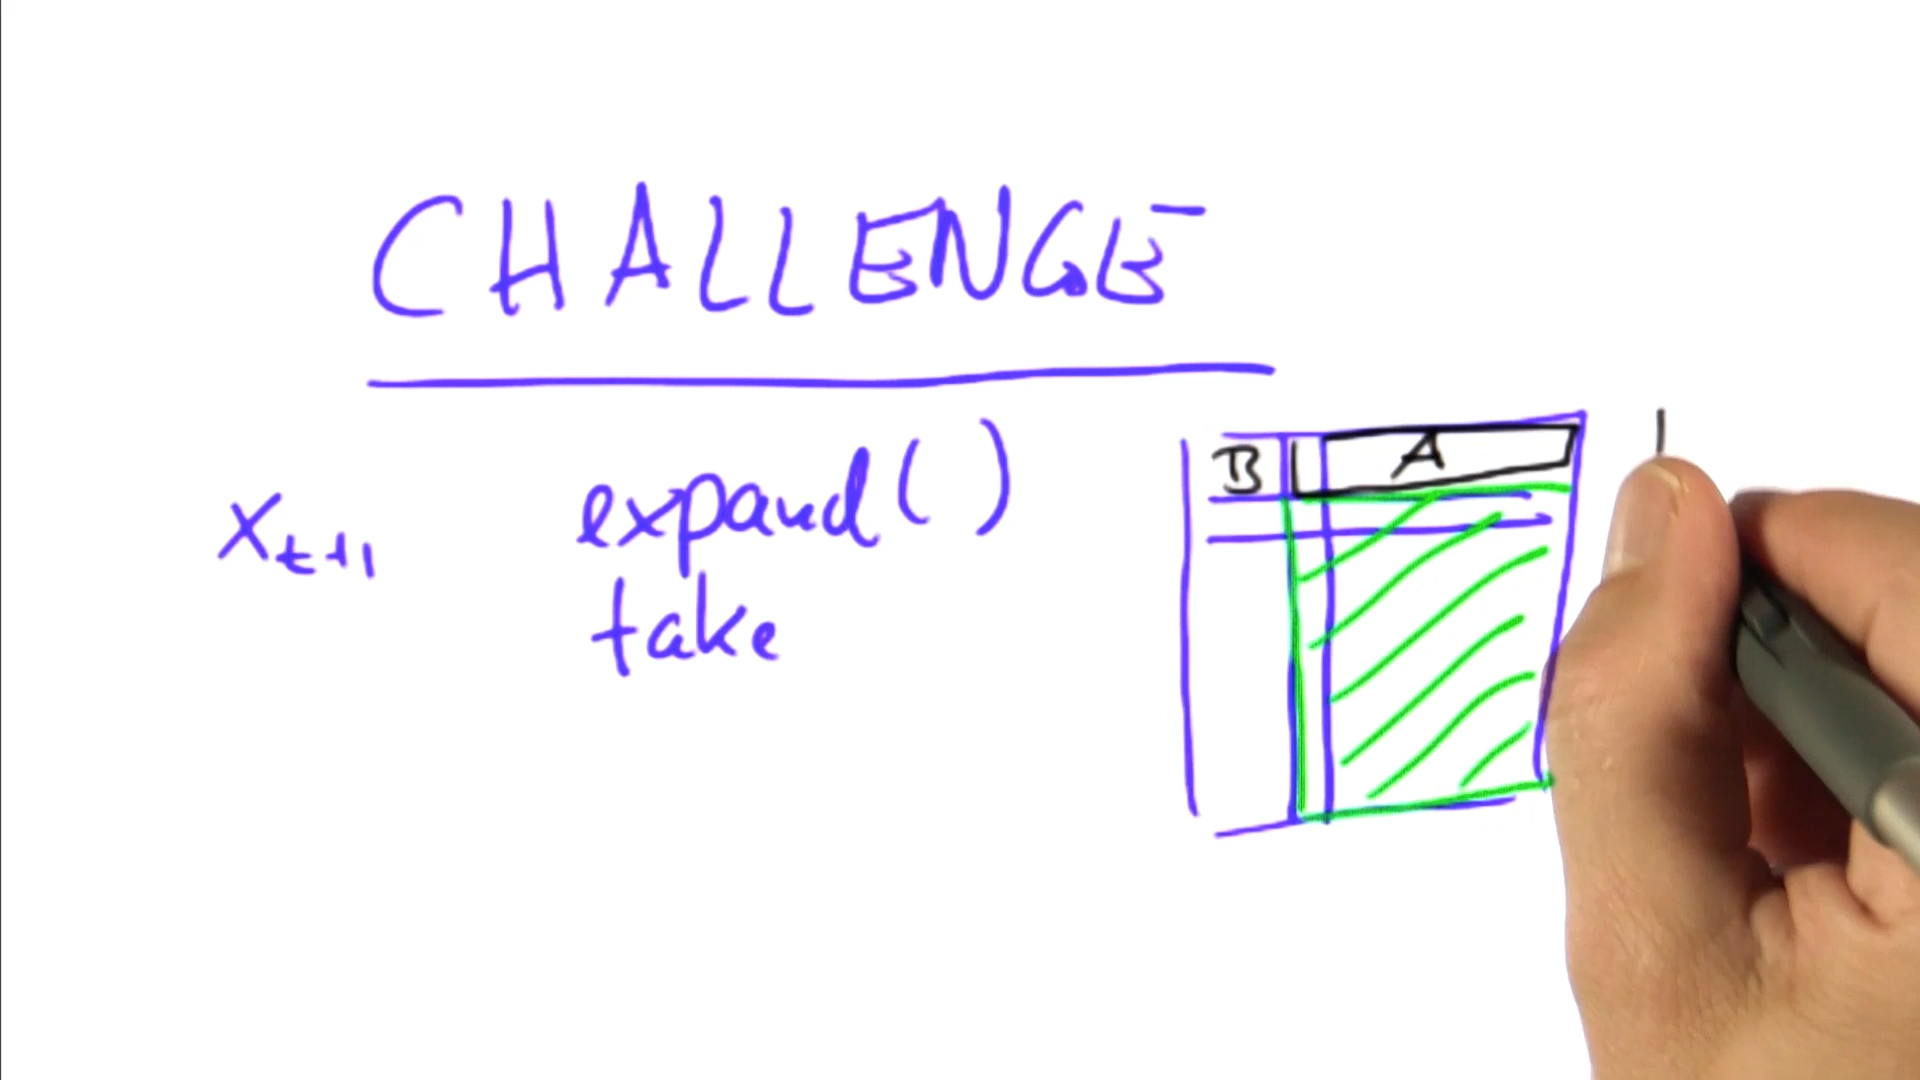 CHALLENGE
x_{t+1} expand( )
take
B A